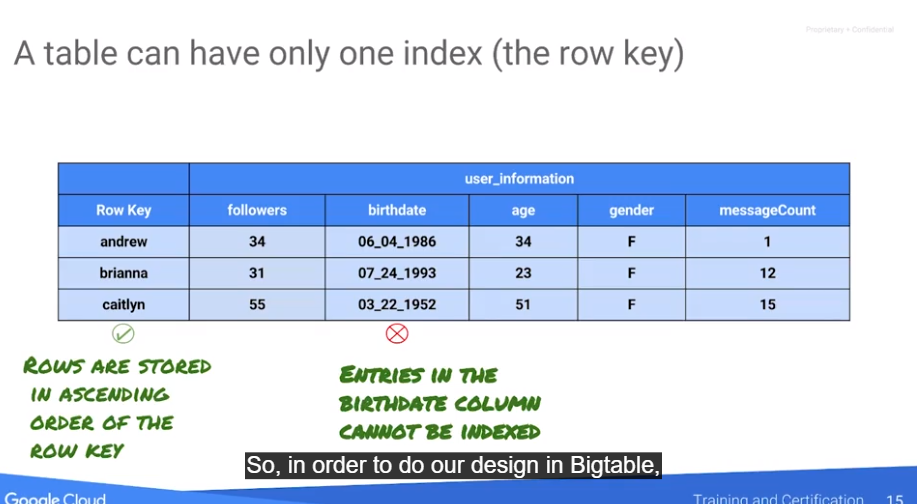 Proprietary + Confidential
A table can have only one index (the row key)
user_information
Row Key followers birthdate age gender messageCount
andrew 34 06_04_1986 34 F 1
brianna 31 07_24_1993 23 F 12
caitlyn 55 03_22_1952 51 F 15
ROWS ARE STORED
IN ASCENDING
ORDER OF THE
ROW KEY
ENTRIES IN THE
BIRTHDATE COLUMN
CANNOT BE INDEXED
So, in order to do our design in Bigtable,
Google Cloud
Training and Certification 15